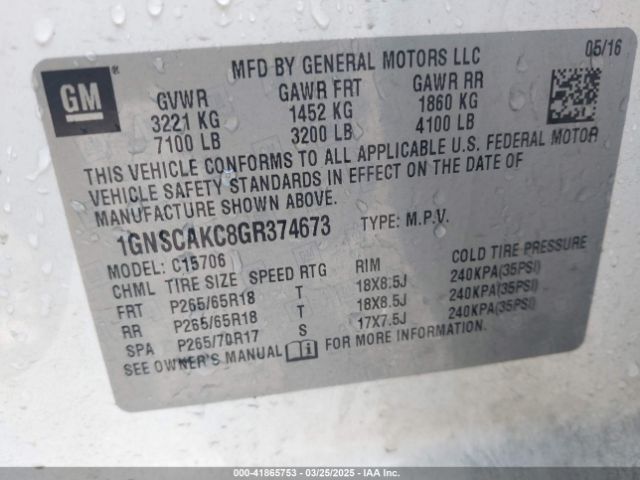 GM
MFD BY GENERAL MOTORS LLC 05/16
GVWR GAWR FRT GAWR RR
3221 KG 1452 KG 1860 KG
7100 LB 3200 LB 4100 LB
THIS VEHICLE CONFORMS TO ALL APPLICABLE U.S. FEDERAL MOTOR
VEHICLE SAFETY STANDARDS IN EFFECT ON THE DATE OF
MANUFACTURE SHOWN ABOVE.
1GNSCAKC8GR374673 TYPE: M.P.V.
MODEL: C15706
CHML TIRE SIZE SPEED RTG RIM COLD TIRE PRESSURE
FRT P265/65R18 T 18X8.5J 240KPA(35PSI)
RR P265/65R18 T 18X8.5J 240KPA(35PSI)
SPA P265/70R17 S 17X7.5J 240KPA(35PSI)
SEE OWNER'S MANUAL FOR MORE INFORMATION.
000-41865753 — 03/25/2025 — IAA Inc.